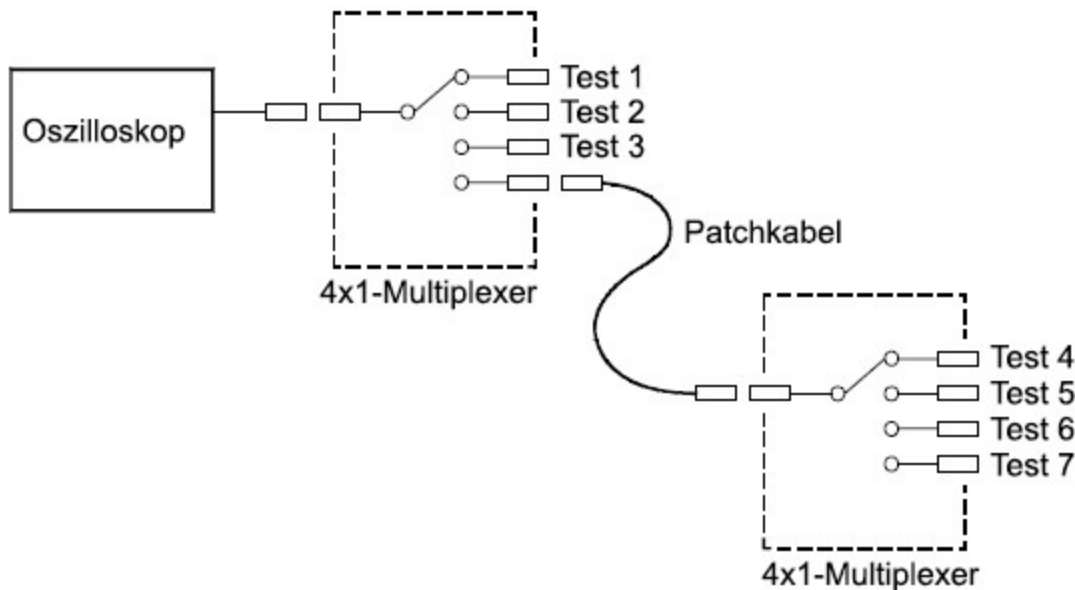 Oszilloskop
Test 1
Test 2
Test 3
Patchkabel
4x1-Multiplexer
Test 4
Test 5
Test 6
Test 7
4x1-Multiplexer